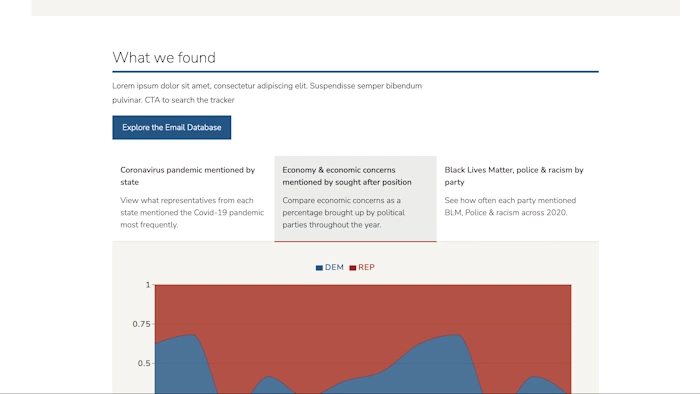 What we found
Lorem ipsum dolor sit amet, consectetur adipiscing elit. Suspendisse semper bibendum
pulvinar. CTA to search the tracker
Explore the Email Database
Coronavirus pandemic mentioned by
state
View what representatives from each
state mentioned the Covid-19 pandemic
most frequently.
Economy & economic concerns
mentioned by sought after position
Compare economic concerns as a
percentage brought up by political
parties throughout the year.
Black Lives Matter, police & racism by
party
See how often each party mentioned
BLM, Police & racism across 2020.
DEM REP
1
0.75
0.5